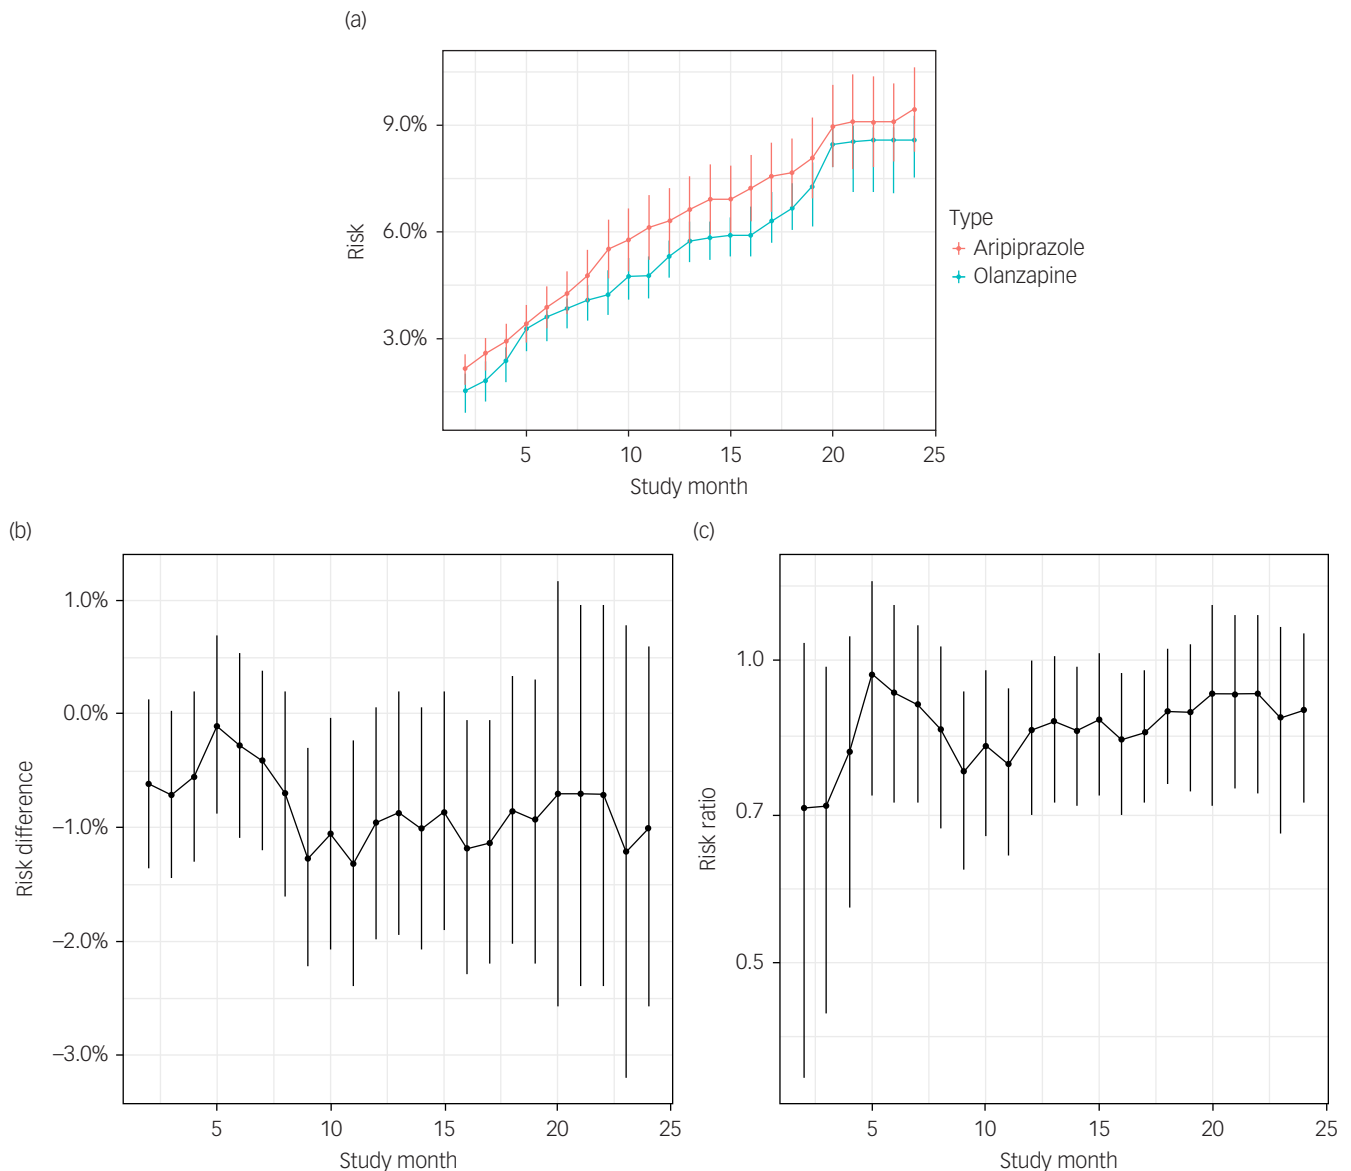 (a)
9.0%
6.0%
3.0%
Risk
5
10
15
20
25
Study month
Type
Aripiprazole
Olanzapine
(b)
1.0%
0.0%
–1.0%
–2.0%
–3.0%
Risk difference
5
10
15
20
25
Study month
(c)
1.0
0.7
0.5
Risk ratio
5
10
15
20
25
Study month